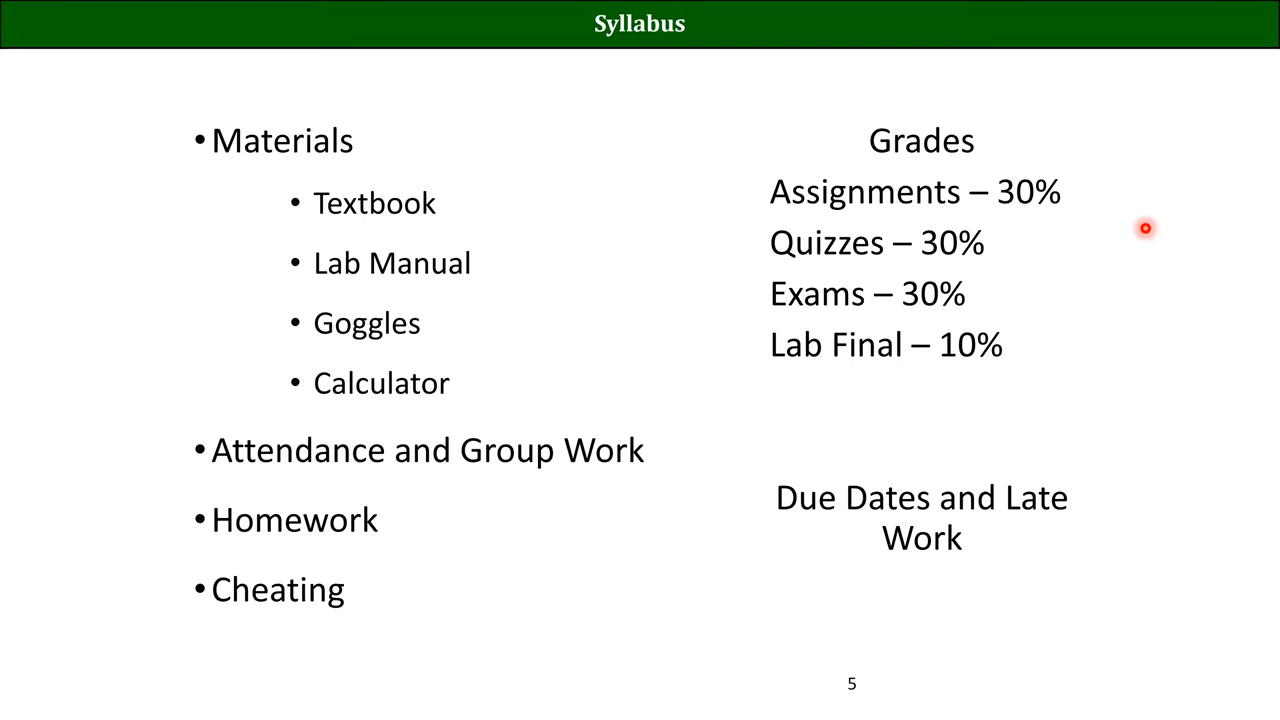 Syllabus
• Materials
• Textbook
• Lab Manual
• Goggles
• Calculator
• Attendance and Group Work
• Homework
• Cheating
Grades
Assignments – 30%
Quizzes – 30%
Exams – 30%
Lab Final – 10%
Due Dates and Late
Work
5